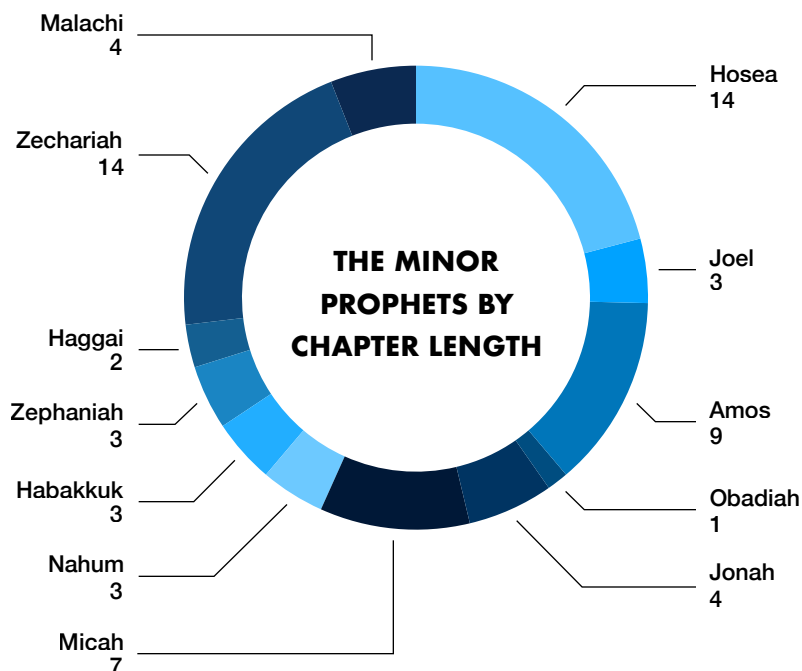 THE MINOR
PROPHETS BY
CHAPTER LENGTH
Hosea
14
Joel
3
Amos
9
Obadiah
1
Jonah
4
Micah
7
Nahum
3
Habakkuk
3
Zephaniah
3
Haggai
2
Zechariah
14
Malachi
4